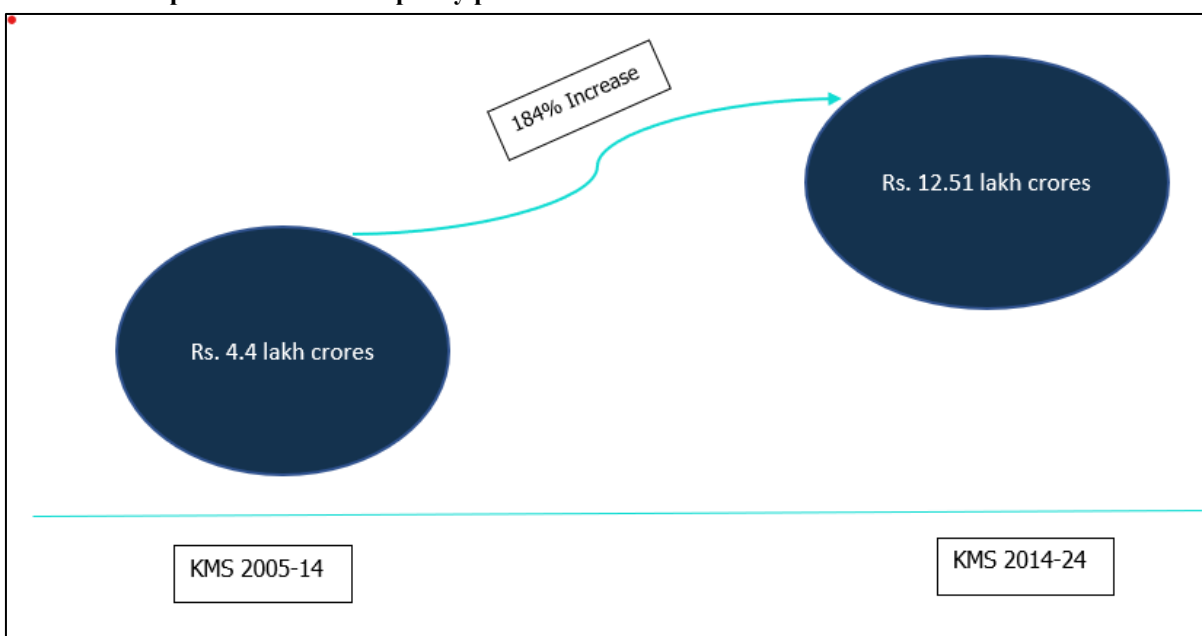 184% Increase
Rs. 12.51 lakh crores
Rs. 4.4 lakh crores
KMS 2005-14
KMS 2014-24